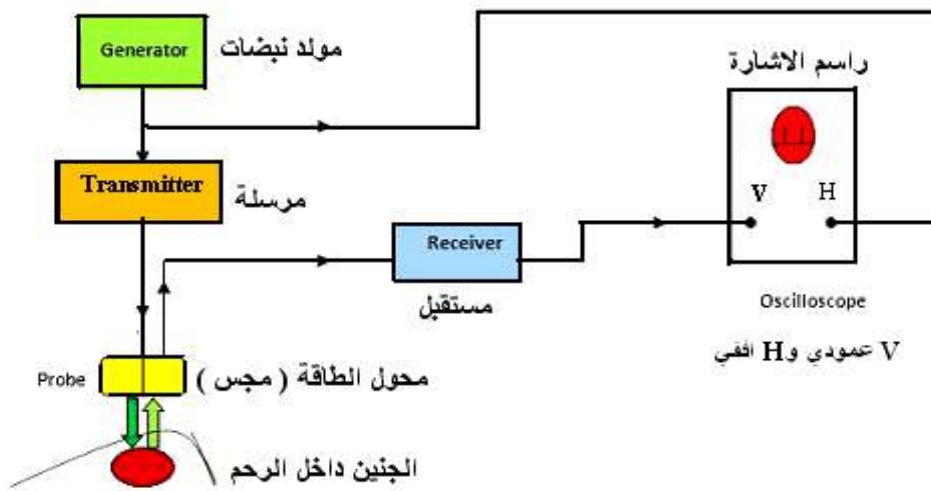 Generator
مولد نبضات
راسم الاشارة
Transmitter
مرسلة
V H
Receiver
مستقبل
Oscilloscope
V عمودي وH افقي
Probe
محول الطاقة ( مجس )
الجنين داخل الرحم